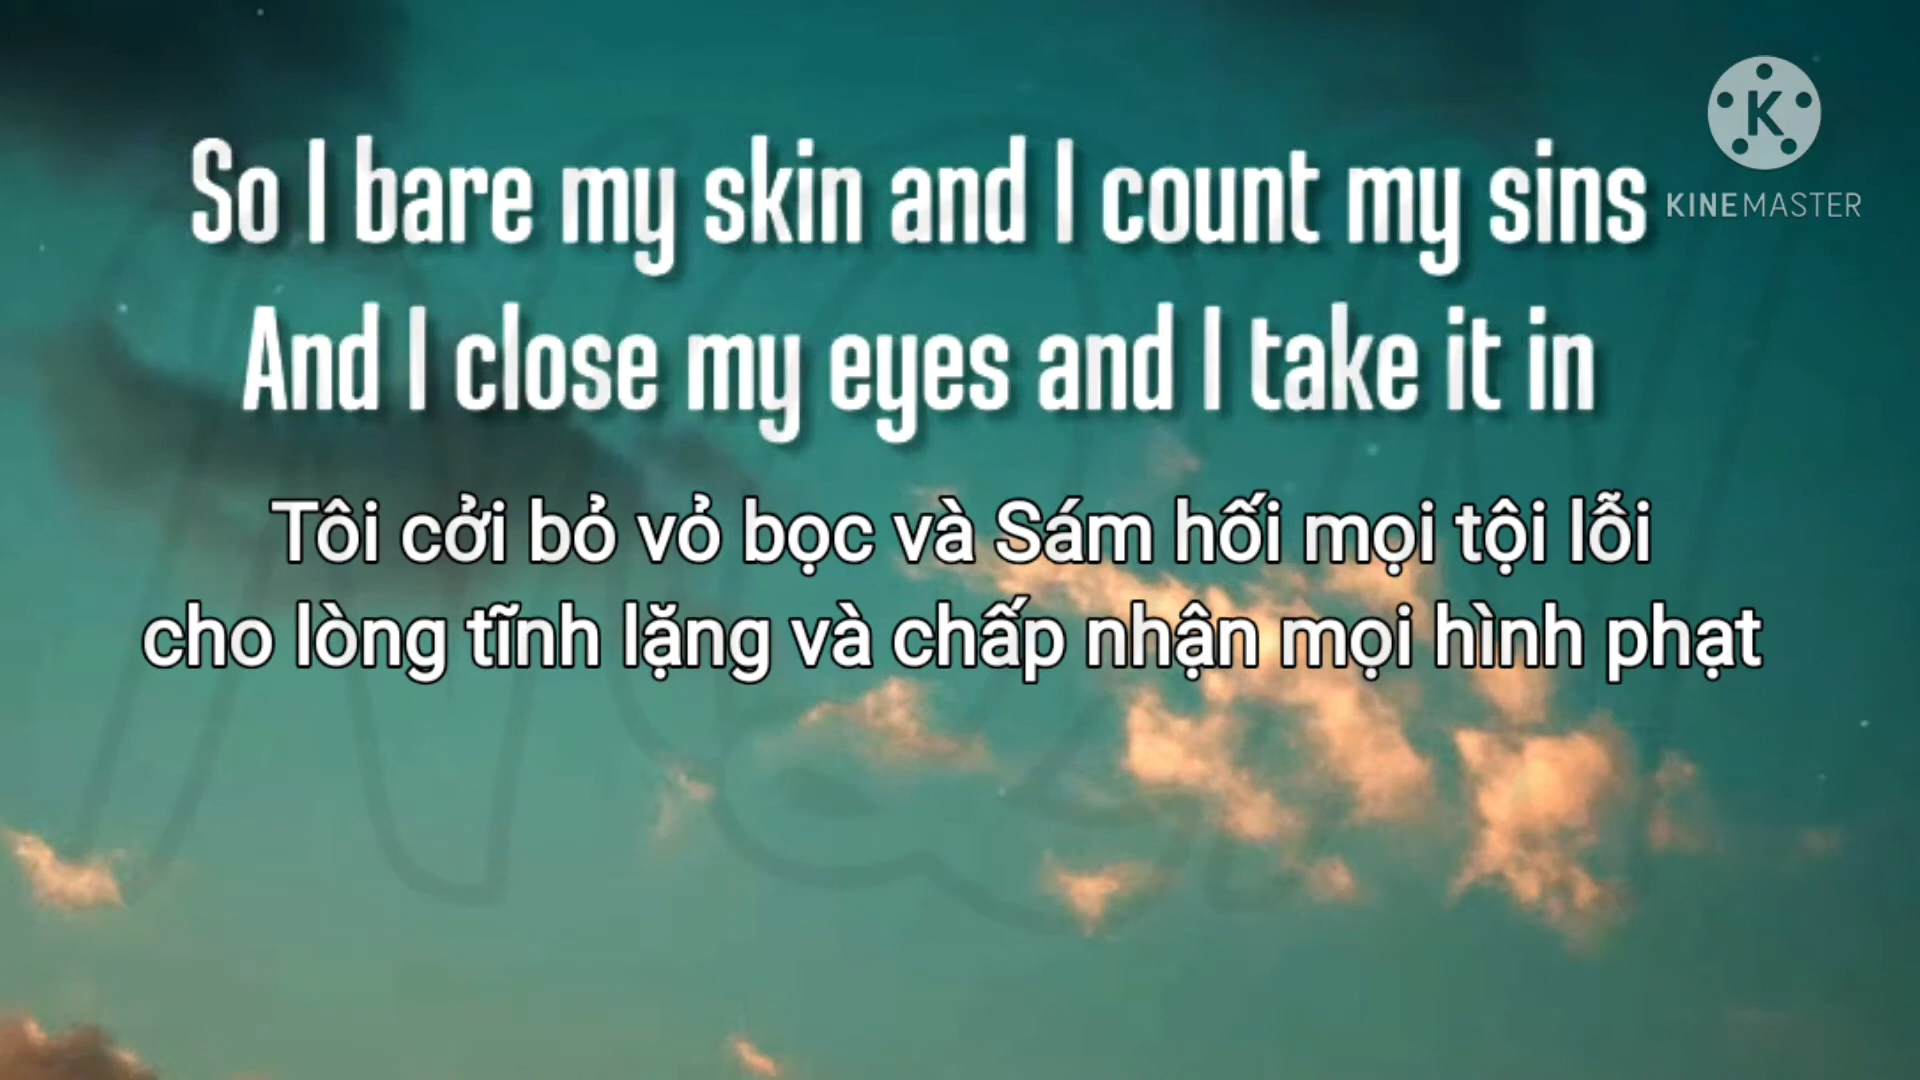 So I bare my skin and I count my sins
And I close my eyes and I take it in
Tôi cởi bỏ vỏ bọc và Sám hối mọi tội lỗi
cho lòng tĩnh lặng và chấp nhận mọi hình phạt
K
KINEMASTER